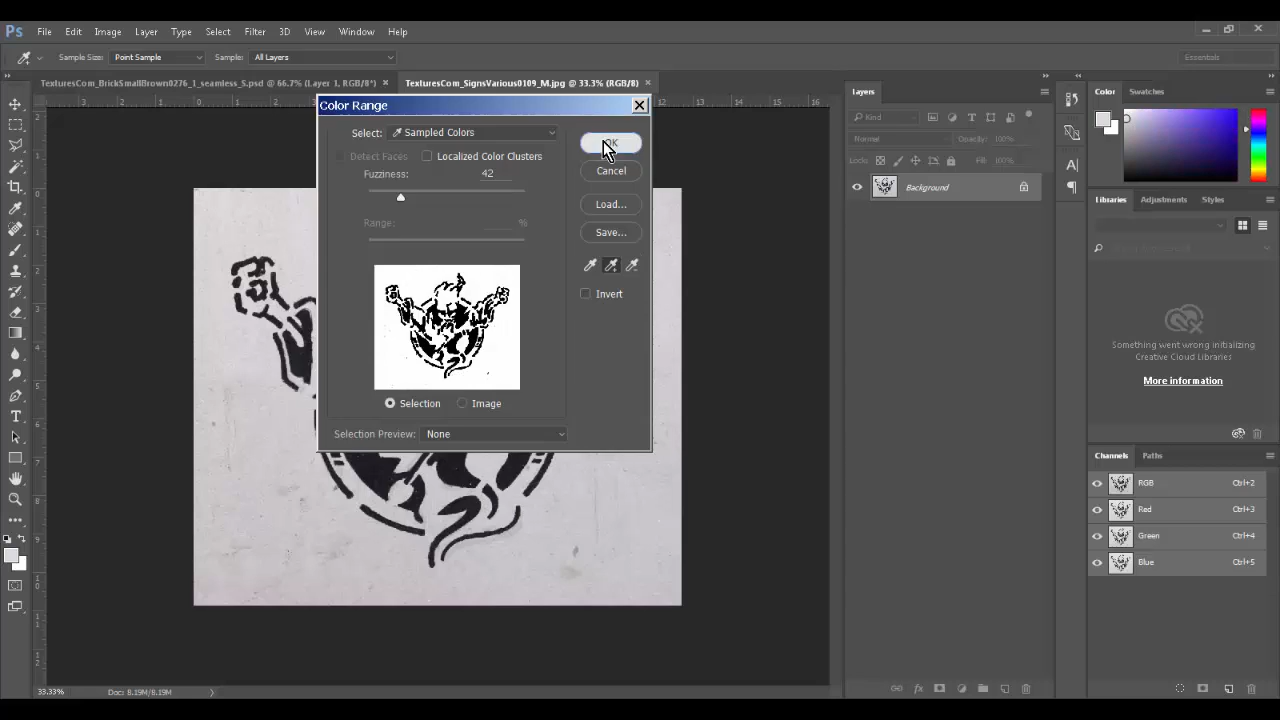 Ps File Edit Image Layer Type Select Filter 3D View Window Help
Sample Size: Point Sample Sample: All Layers Essentials
TexturesCom_BrickSmallBrown0276_1_seamless_S.psd @ 66.7% (Layer 1, RGB/8*) × TexturesCom_SignsVarious0109_M.jpg @ 33.3% (RGB/8) ×
Color Range
Select: Sampled Colors
OK
Detect Faces Localized Color Clusters
Fuzziness: 42
Cancel
Load...
Range: %
Save...
Invert
Selection Image
Selection Preview: None
Layers
Kind
Normal Opacity: 100%
Locks: Fill: 100%
Background
Color Swatches
Libraries Adjustments Styles
Something went wrong initializing
Creative Cloud Libraries
More information
Channels Paths
RGB Ctrl+2
Red Ctrl+3
Green Ctrl+4
Blue Ctrl+5
33.33% Doc: 8.19M/8.19M